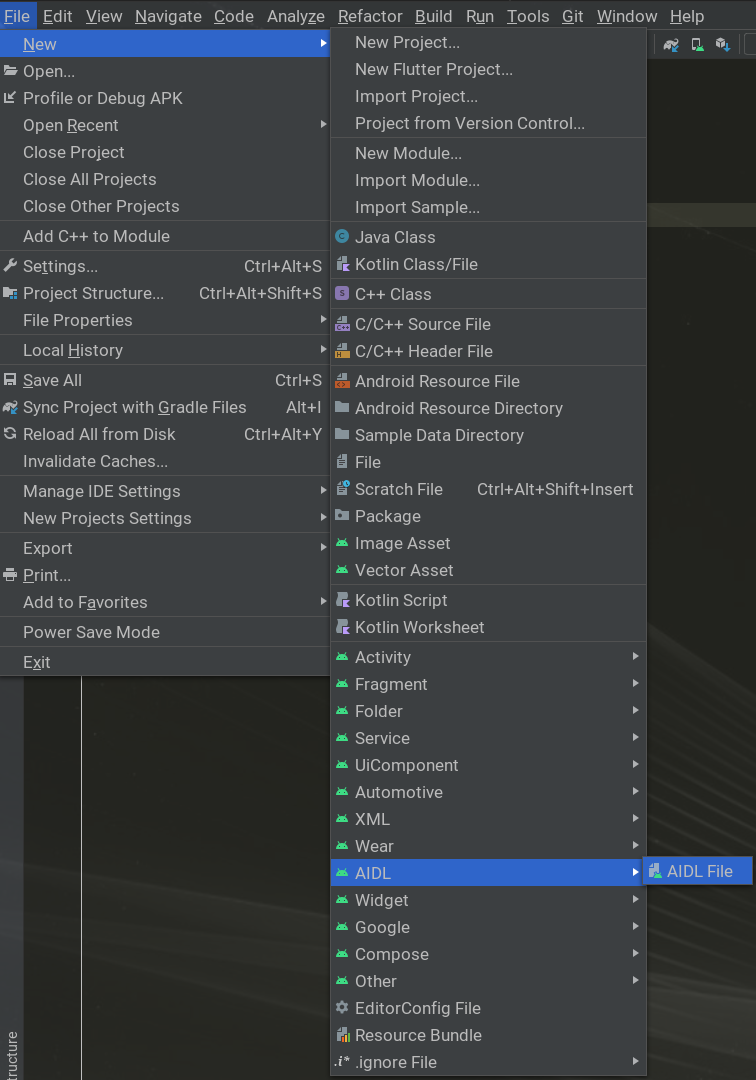 File Edit View Navigate Code Analyze Refactor Build Run Tools Git Window Help
New
Open...
Profile or Debug APK
Open Recent
Close Project
Close All Projects
Close Other Projects
Add C++ to Module
Settings... Ctrl+Alt+S
Project Structure... Ctrl+Alt+Shift+S
File Properties
Local History
Save All Ctrl+S
Sync Project with Gradle Files Alt+I
Reload All from Disk Ctrl+Alt+Y
Invalidate Caches...
Manage IDE Settings
New Projects Settings
Export
Print...
Add to Favorites
Power Save Mode
Exit
New Project...
New Flutter Project...
Import Project...
Project from Version Control...
New Module...
Import Module...
Import Sample...
C Java Class
Kotlin Class/File
S C++ Class
C++ C/C++ Source File
H C/C++ Header File
Android Resource File
Android Resource Directory
Sample Data Directory
File
Scratch File Ctrl+Alt+Shift+Insert
Package
Image Asset
Vector Asset
Kotlin Script
Kotlin Worksheet
Activity
Fragment
Folder
Service
UiComponent
Automotive
XML
Wear
AIDL
Widget
Google
Compose
Other
EditorConfig File
Resource Bundle
.i* .ignore File
AIDL File
tructure